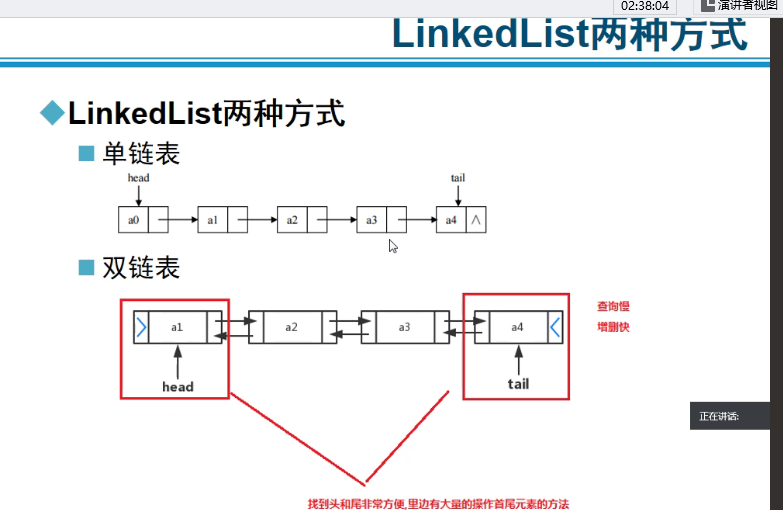 02:38:04
演讲者视图
LinkedList两种方式
LinkedList两种方式
单链表
head
tail
a0
a1
a2
a3
a4 ∧
双链表
a1
a2
a3
a4
head
tail
查询慢
增删快
正在讲话:
找到头和尾非常方便,里边有大量的操作首尾元素的方法